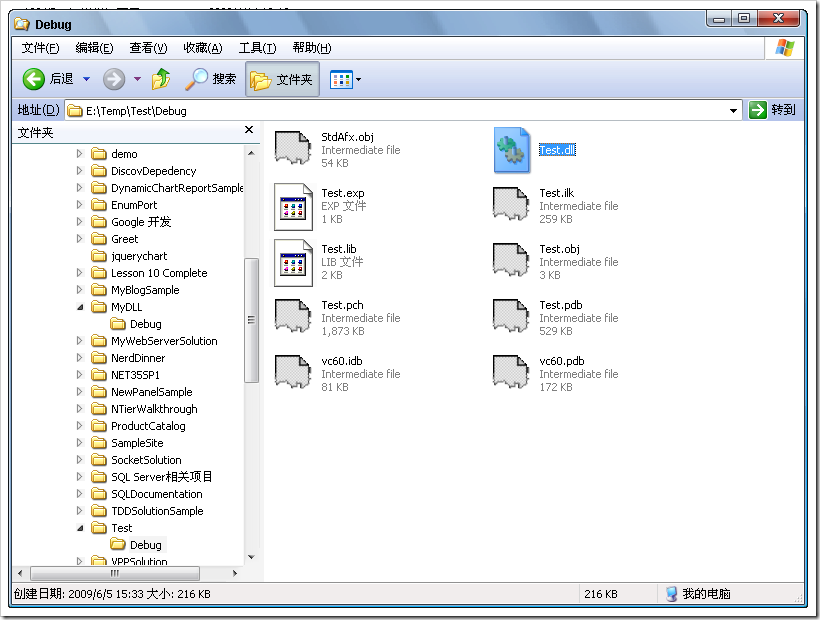 Debug
文件(F) 编辑(E) 查看(V) 收藏(A) 工具(T) 帮助(H)
后退 搜索 文件夹
地址(D) E:\Temp\Test\Debug 转到
文件夹
demo
DiscovDepedency
DynamicChartReportSample
EnumPort
Google 开发
Greet
jquerychart
Lesson 10 Complete
MyBlogSample
MyDLL
Debug
MyWebServerSolution
NerdDinner
NET35SP1
NewPanelSample
NTierWalkthrough
ProductCatalog
SampleSite
SocketSolution
SQL Server相关项目
SQLDocumentation
TDDSolutionSample
Test
Debug
VPPSolution
StdAfx.obj
Intermediate file
54 KB
Test.dll
Test.exp
EXP 文件
1 KB
Test.ilk
Intermediate file
259 KB
Test.lib
LIB 文件
2 KB
Test.obj
Intermediate file
3 KB
Test.pch
Intermediate file
1,873 KB
Test.pdb
Intermediate file
529 KB
vc60.idb
Intermediate file
81 KB
vc60.pdb
Intermediate file
172 KB
创建日期: 2009/6/5 15:33 大小: 216 KB 216 KB 我的电脑